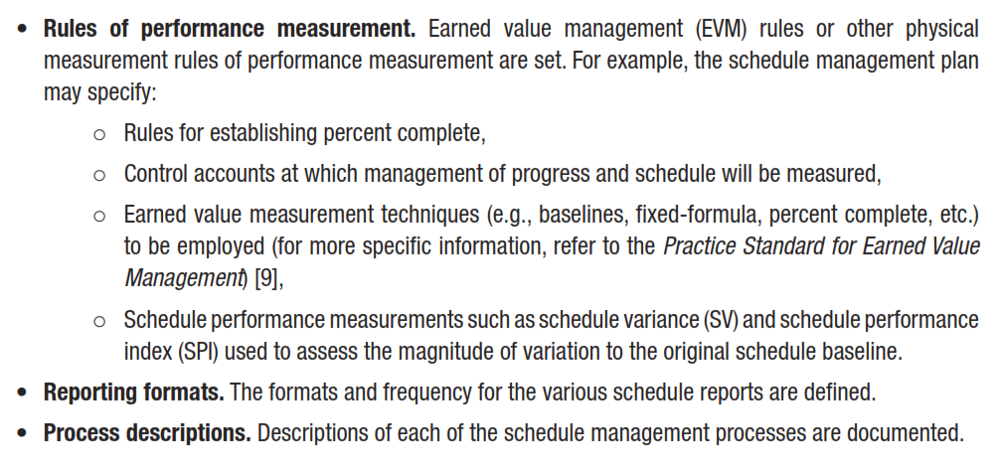 • Rules of performance measurement. Earned value management (EVM) rules or other physical
measurement rules of performance measurement are set. For example, the schedule management plan
may specify:
○ Rules for establishing percent complete,
○ Control accounts at which management of progress and schedule will be measured,
○ Earned value measurement techniques (e.g., baselines, fixed-formula, percent complete, etc.)
to be employed (for more specific information, refer to the Practice Standard for Earned Value
Management) [9],
○ Schedule performance measurements such as schedule variance (SV) and schedule performance
index (SPI) used to assess the magnitude of variation to the original schedule baseline.
• Reporting formats. The formats and frequency for the various schedule reports are defined.
• Process descriptions. Descriptions of each of the schedule management processes are documented.